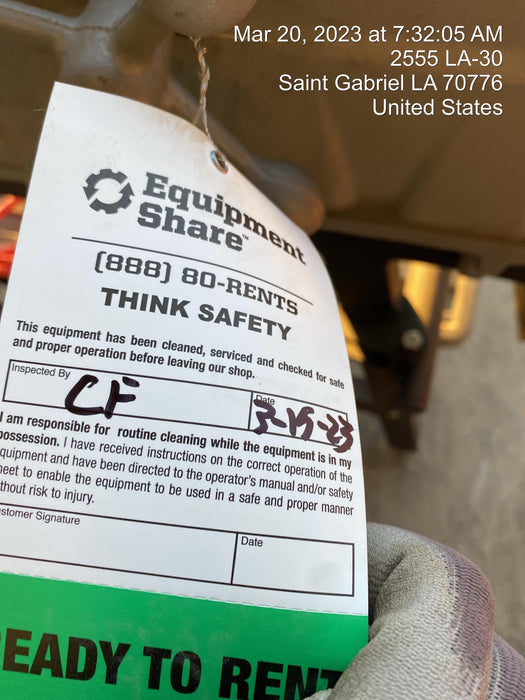 Mar 20, 2023 at 7:32:05 AM
2555 LA-30
Saint Gabriel LA 70776
United States
Equipment
Share™
(888) 80-RENTS
THINK SAFETY
This equipment has been cleaned, serviced and checked for safe
and proper operation before leaving our shop.
Inspected By
CF
Date
3-15-23
I am responsible for routine cleaning while the equipment is in my
possession. I have received instructions on the correct operation of the
equipment and have been directed to the operator's manual and/or safety
heet to enable the equipment to be used in a safe and proper manner
thout risk to injury.
stomer Signature
Date
EADY TO RENT